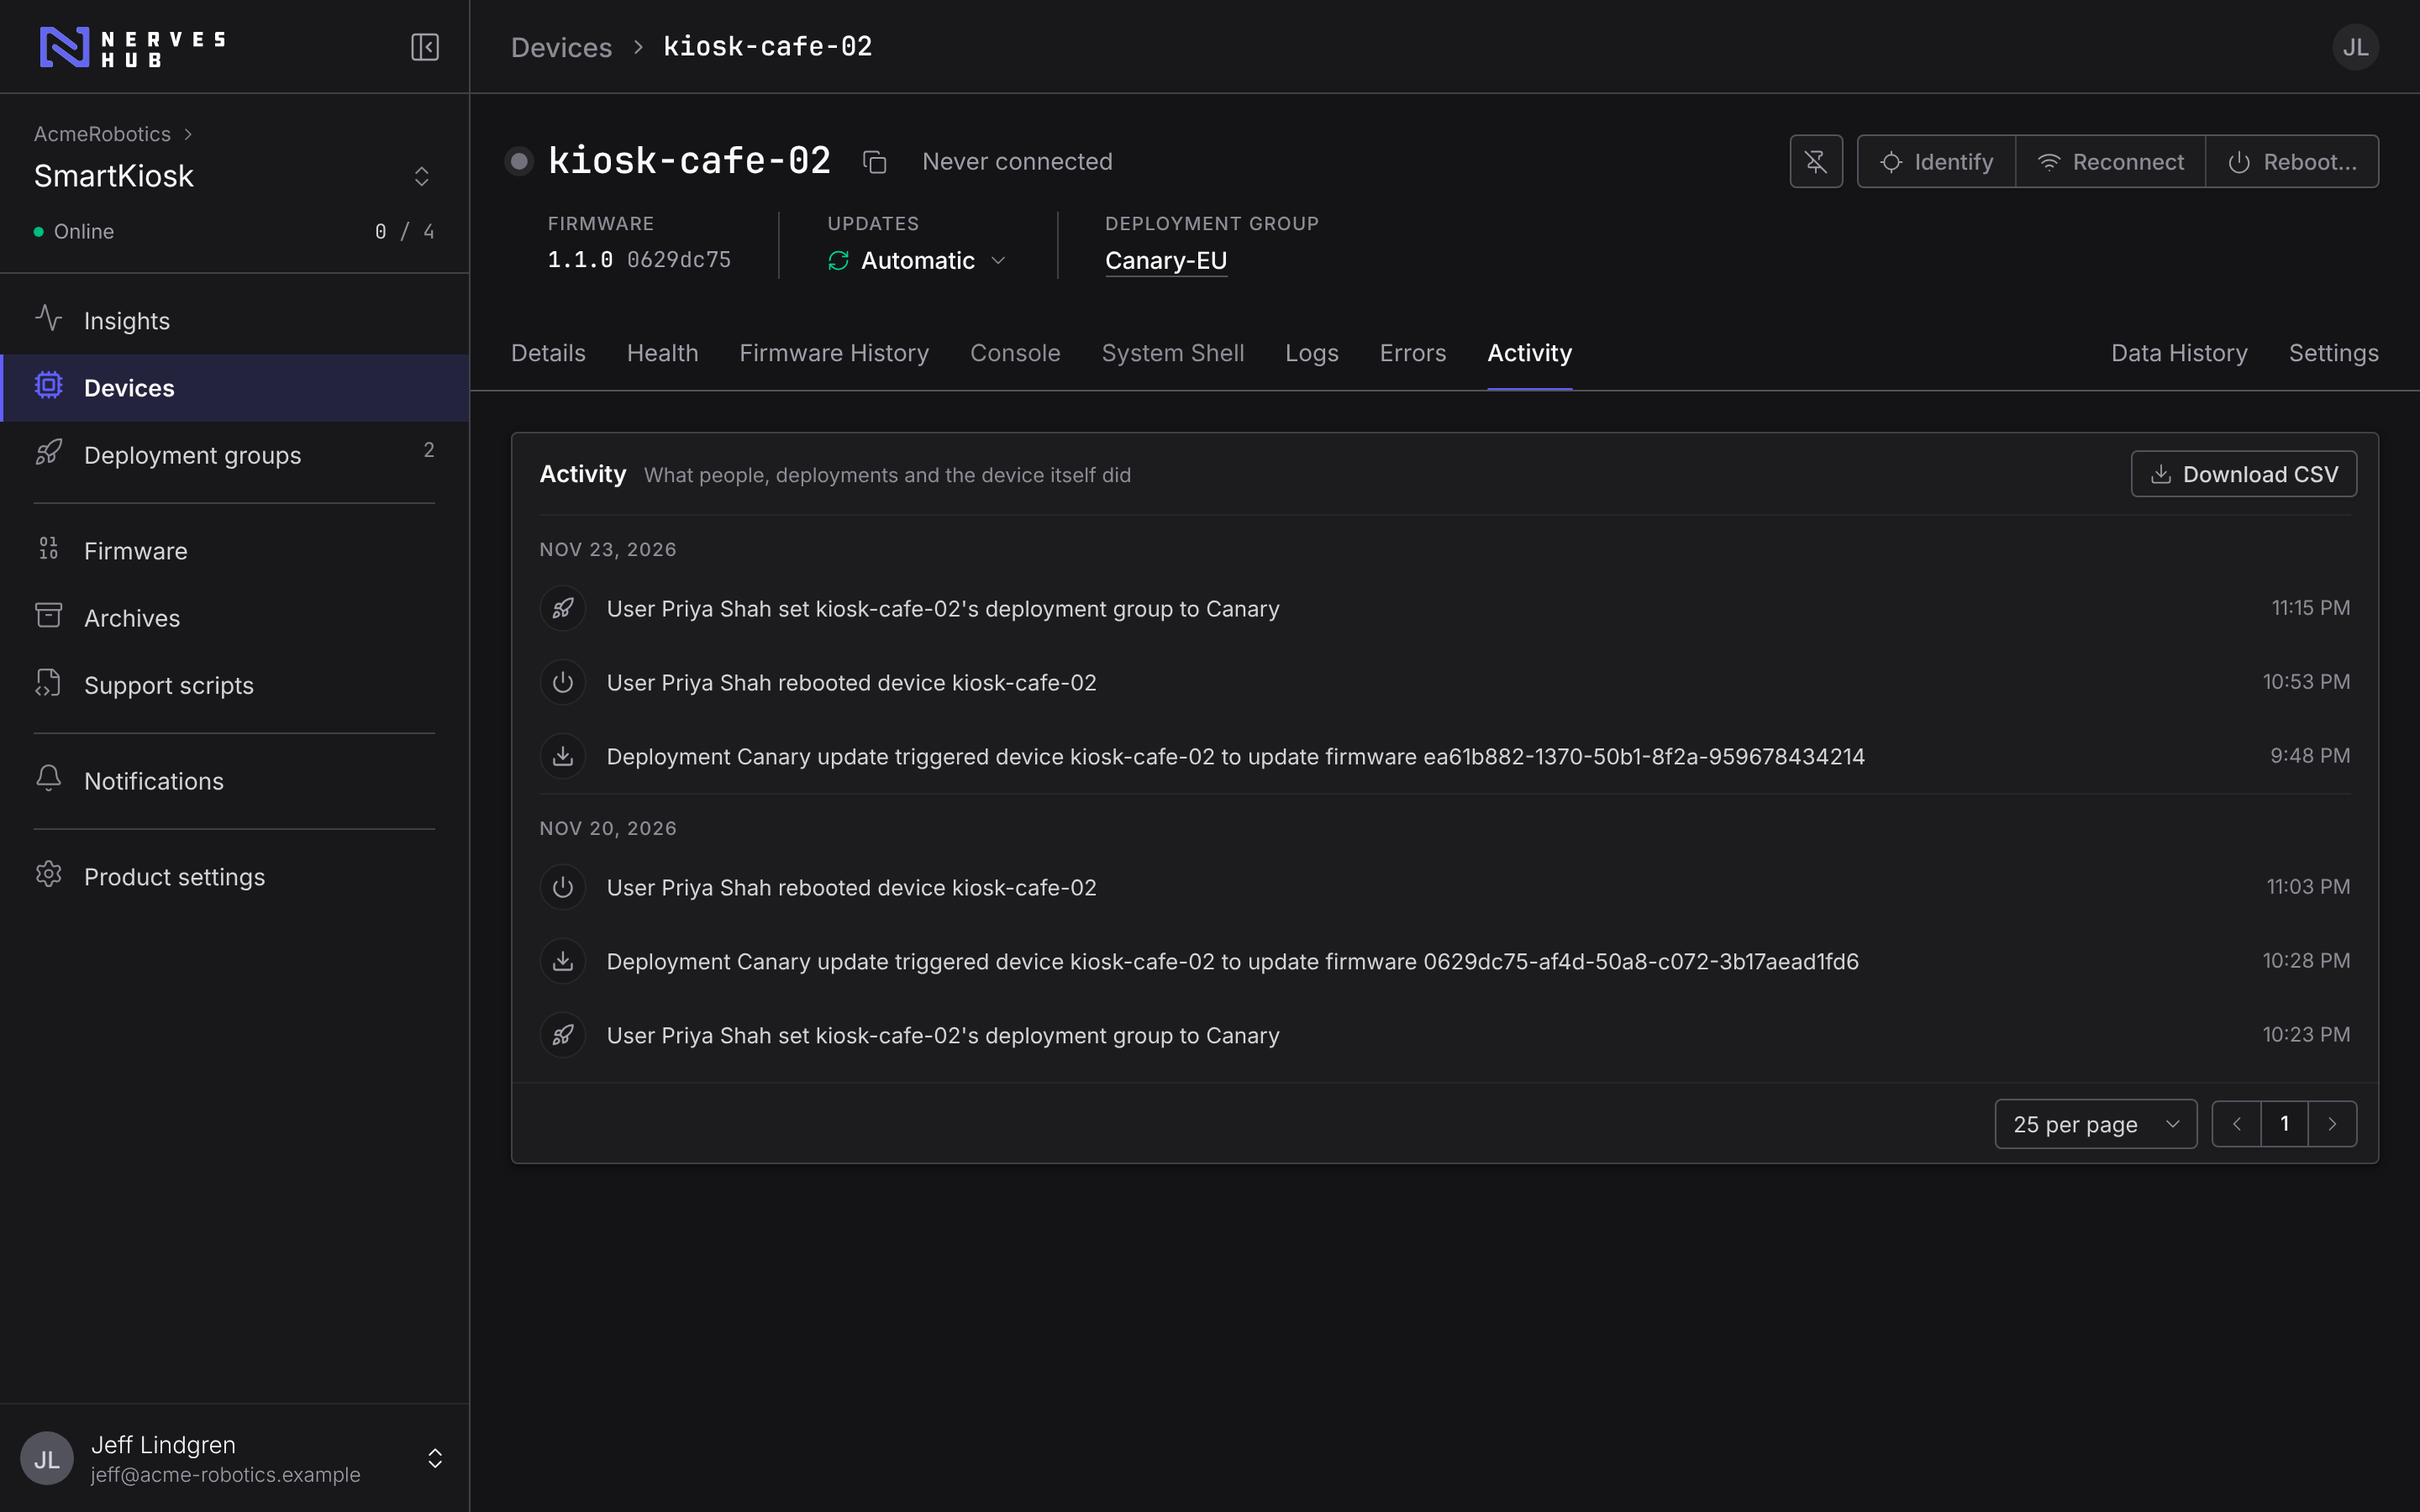 NERVES
HUB
Devices
kiosk-cafe-02
JL
AcmeRobotics
SmartKiosk
Online
0 / 4
Insights
Devices
Deployment groups
2
Firmware
Archives
Support scripts
Notifications
Product settings
Jeff Lindgren
jeff@acme-robotics.example
JL
kiosk-cafe-02
Never connected
Identify
Reconnect
Reboot...
FIRMWARE
1.1.0 0629dc75
UPDATES
Automatic
DEPLOYMENT GROUP
Canary-EU
Details
Health
Firmware History
Console
System Shell
Logs
Errors
Activity
Data History
Settings
Activity What people, deployments and the device itself did
Download CSV
NOV 23, 2026
User Priya Shah set kiosk-cafe-02's deployment group to Canary 11:15 PM
User Priya Shah rebooted device kiosk-cafe-02 10:53 PM
Deployment Canary update triggered device kiosk-cafe-02 to update firmware ea61b882-1370-50b1-8f2a-959678434214 9:48 PM
NOV 20, 2026
User Priya Shah rebooted device kiosk-cafe-02 11:03 PM
Deployment Canary update triggered device kiosk-cafe-02 to update firmware 0629dc75-af4d-50a8-c072-3b17aead1fd6 10:28 PM
User Priya Shah set kiosk-cafe-02's deployment group to Canary 10:23 PM
25 per page
1